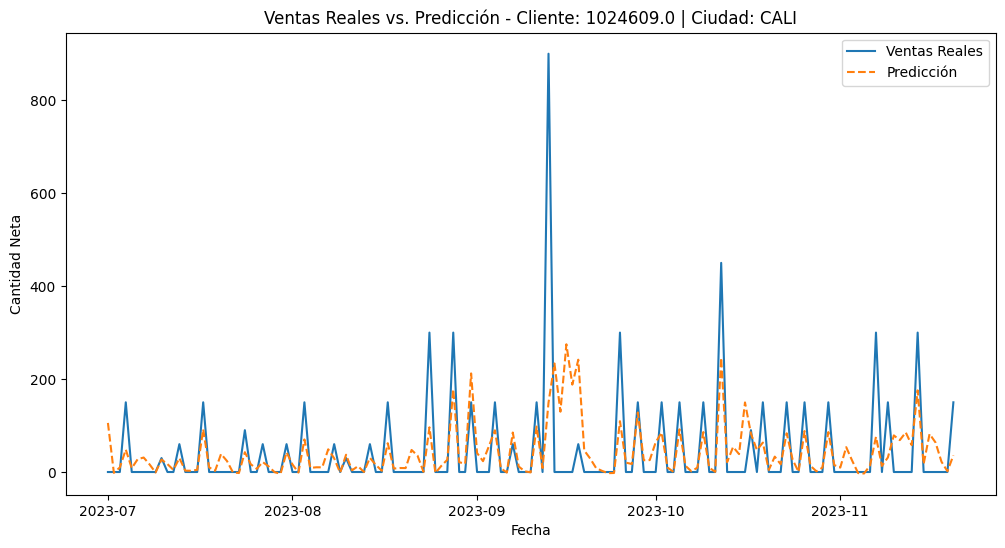 Ventas Reales vs. Predicción - Cliente: 1024609.0 | Ciudad: CALI
Ventas Reales
Predicción
Cantidad Neta
800
600
400
200
0
2023-07
2023-08
2023-09
2023-10
2023-11
Fecha